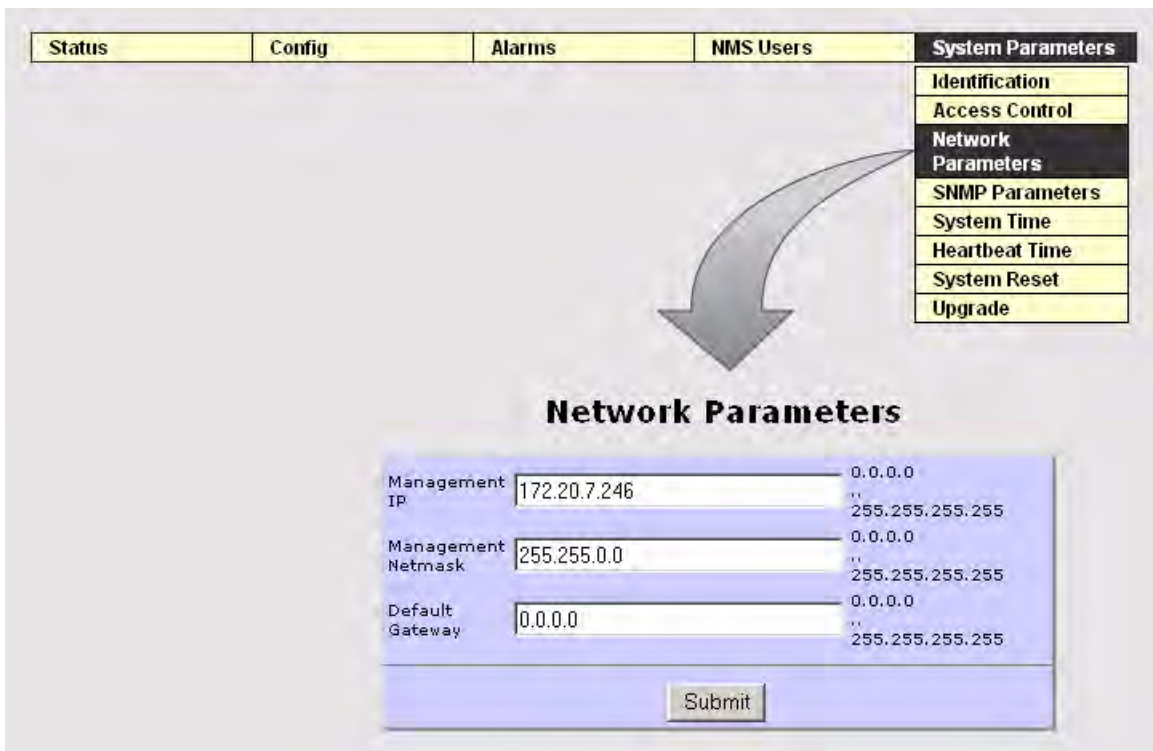 Status Config Alarms NMS Users System Parameters
Identification
Access Control
Network
Parameters
SNMP Parameters
System Time
Heartbeat Time
System Reset
Upgrade
Network Parameters
Management
IP
172.20.7.246
0.0.0.0
..
255.255.255.255
Management
Netmask
255.255.0.0
0.0.0.0
..
255.255.255.255
Default
Gateway
0.0.0.0
0.0.0.0
..
255.255.255.255
Submit